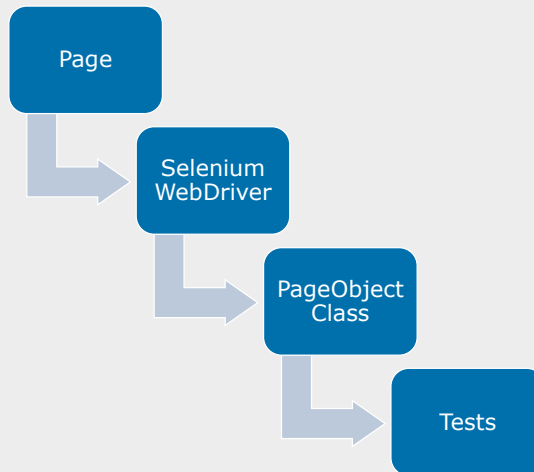 Page
Selenium
WebDriver
PageObject
Class
Tests